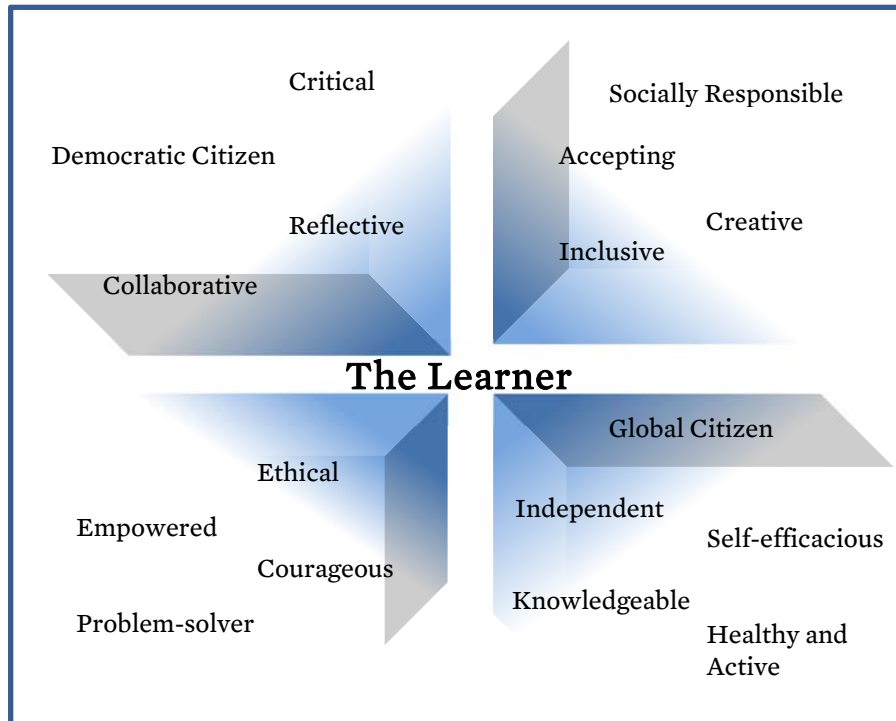 Critical
Socially Responsible
Democratic Citizen
Accepting
Reflective
Creative
Inclusive
Collaborative
The Learner
Global Citizen
Ethical
Independent
Empowered
Self-efficacious
Courageous
Knowledgeable
Problem-solver
Healthy and
Active